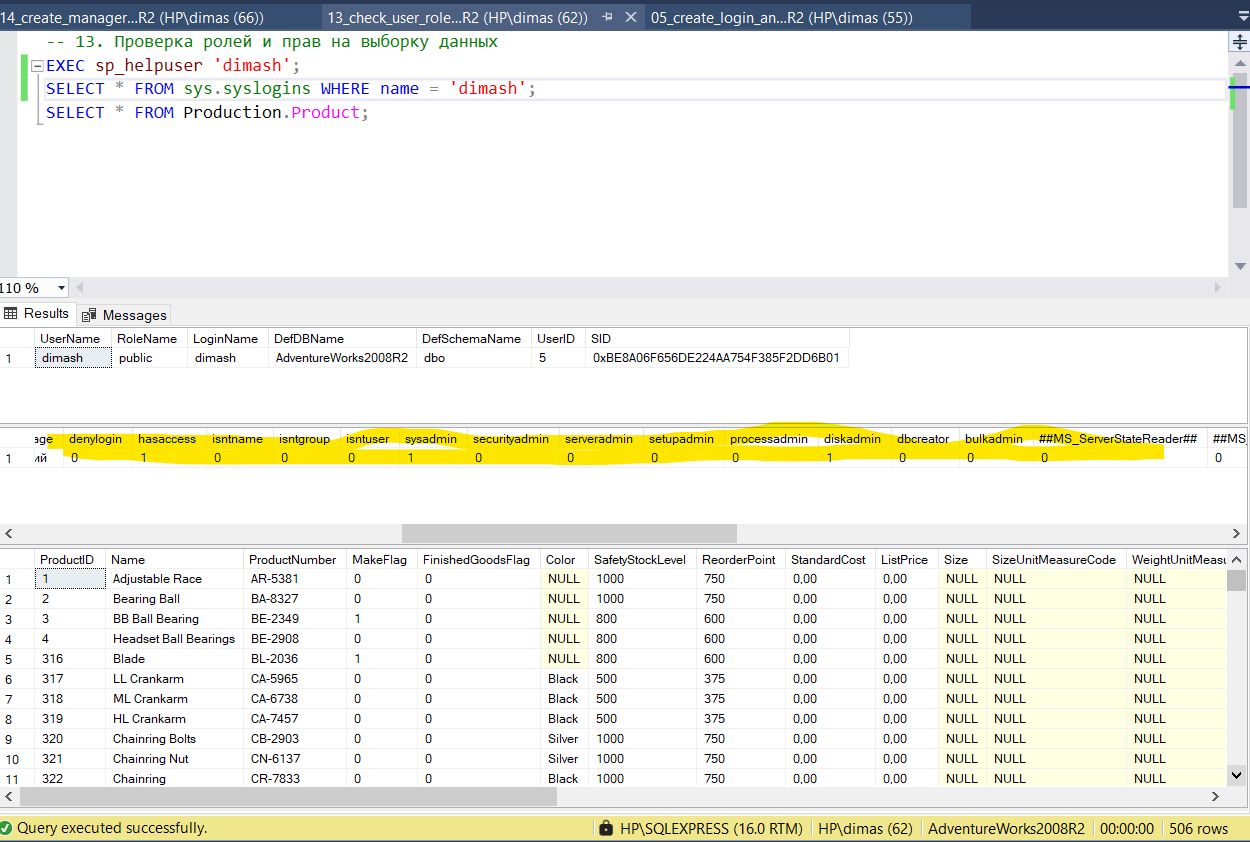 14_create_manager...R2 (HP\dimas (66)) 13_check_user_role...R2 (HP\dimas (62)) 05_create_login_an...R2 (HP\dimas (55))
-- 13. Проверка ролей и прав на выборку данных
EXEC sp_helpuser 'dimash';
SELECT * FROM sys.syslogins WHERE name = 'dimash';
SELECT * FROM Production.Product;
110 %
Results Messages
UserName RoleName LoginName DefDBName DefSchemaName UserID SID
1 dimash public dimash AdventureWorks2008R2 dbo 5 0xBE8A06F656DE224AA754F385F2DD6B01
age denylogin hasaccess isntname isntgroup isntuser sysadmin securityadmin serveradmin setupadmin processadmin diskadmin dbcreator bulkadmin ##MS_ServerStateReader## ##MS_
1 ий 0 1 0 0 0 1 0 0 0 0 1 0 0 0 0
ProductID Name ProductNumber MakeFlag FinishedGoodsFlag Color SafetyStockLevel ReorderPoint StandardCost ListPrice Size SizeUnitMeasureCode WeightUnitMeasu
1 1 Adjustable Race AR-5381 0 0 NULL 1000 750 0,00 0,00 NULL NULL NULL
2 2 Bearing Ball BA-8327 0 0 NULL 1000 750 0,00 0,00 NULL NULL NULL
3 3 BB Ball Bearing BE-2349 1 0 NULL 800 600 0,00 0,00 NULL NULL NULL
4 4 Headset Ball Bearings BE-2908 0 0 NULL 800 600 0,00 0,00 NULL NULL NULL
5 316 Blade BL-2036 1 0 NULL 800 600 0,00 0,00 NULL NULL NULL
6 317 LL Crankarm CA-5965 0 0 Black 500 375 0,00 0,00 NULL NULL NULL
7 318 ML Crankarm CA-6738 0 0 Black 500 375 0,00 0,00 NULL NULL NULL
8 319 HL Crankarm CA-7457 0 0 Black 500 375 0,00 0,00 NULL NULL NULL
9 320 Chainring Bolts CB-2903 0 0 Silver 1000 750 0,00 0,00 NULL NULL NULL
10 321 Chainring Nut CN-6137 0 0 Silver 1000 750 0,00 0,00 NULL NULL NULL
11 322 Chainring CR-7833 0 0 Black 1000 750 0,00 0,00 NULL NULL NULL
Query executed successfully. HP\SQLEXPRESS (16.0 RTM) HP\dimas (62) AdventureWorks2008R2 00:00:00 506 rows